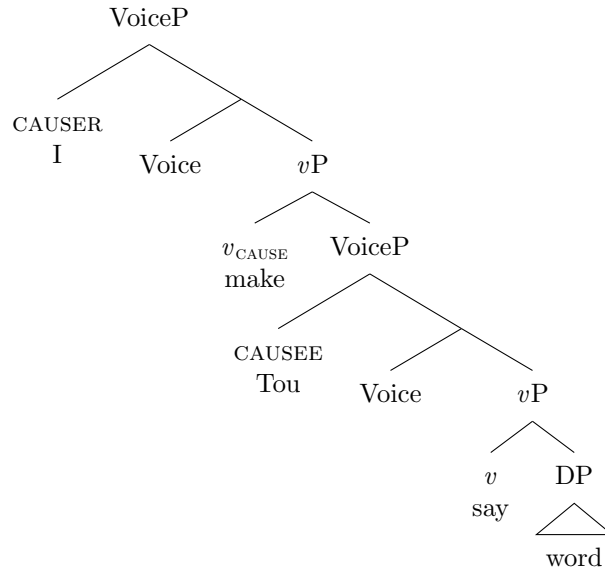 VoiceP
CAUSER
I
Voice
vP
vCAUSE
make
VoiceP
CAUSEE
Tou
Voice
vP
v
say
DP
word